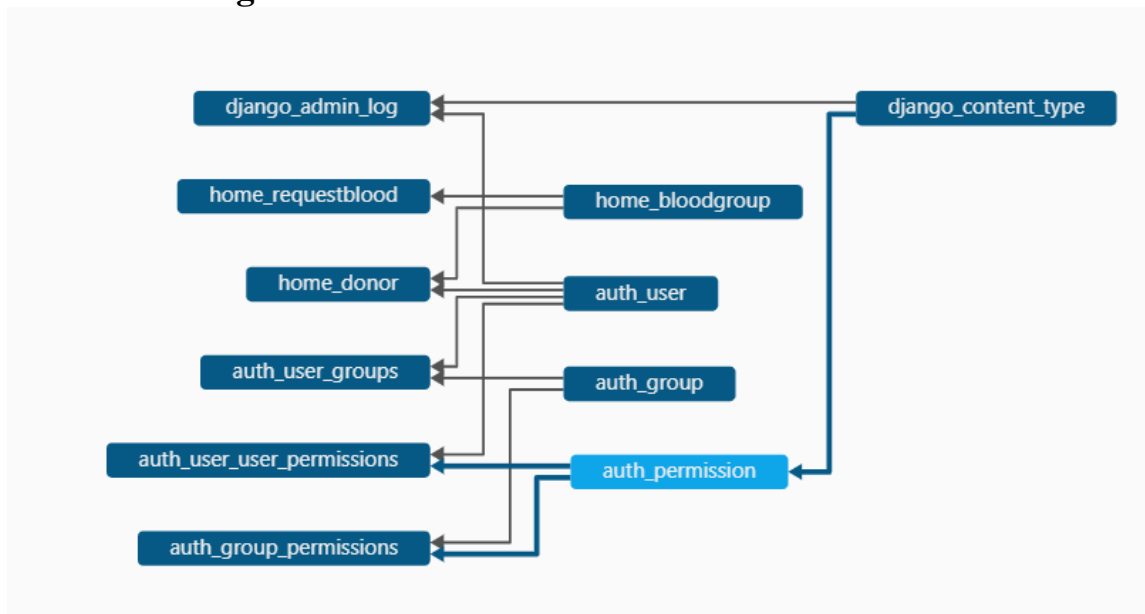 django_admin_log
django_content_type
home_requestblood
home_bloodgroup
home_donor
auth_user
auth_user_groups
auth_group
auth_user_user_permissions
auth_permission
auth_group_permissions